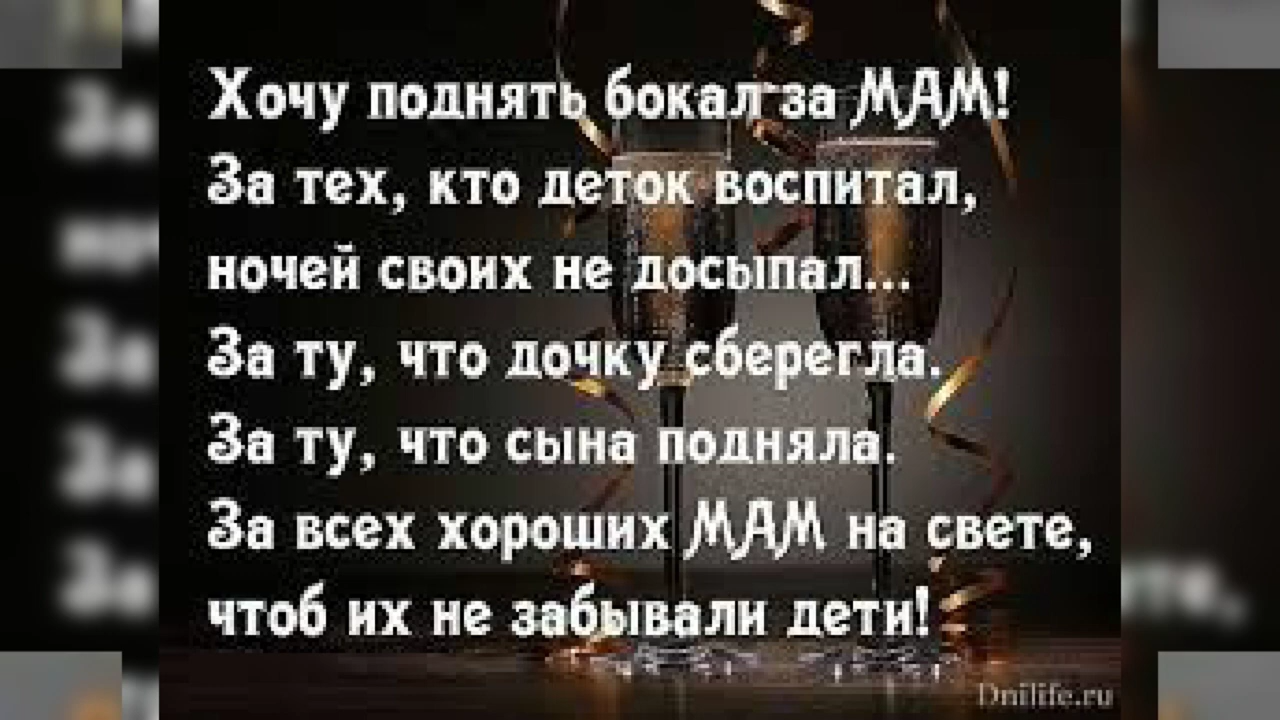 Хочу поднять бокал за МАМ!
За тех, кто деток воспитал,
ночей своих не досыпал...
За ту, что дочку сберегла.
За ту, что сына подняла.
За всех хороших МАМ на свете,
чтоб их не забывали дети!
Dnilife.ru